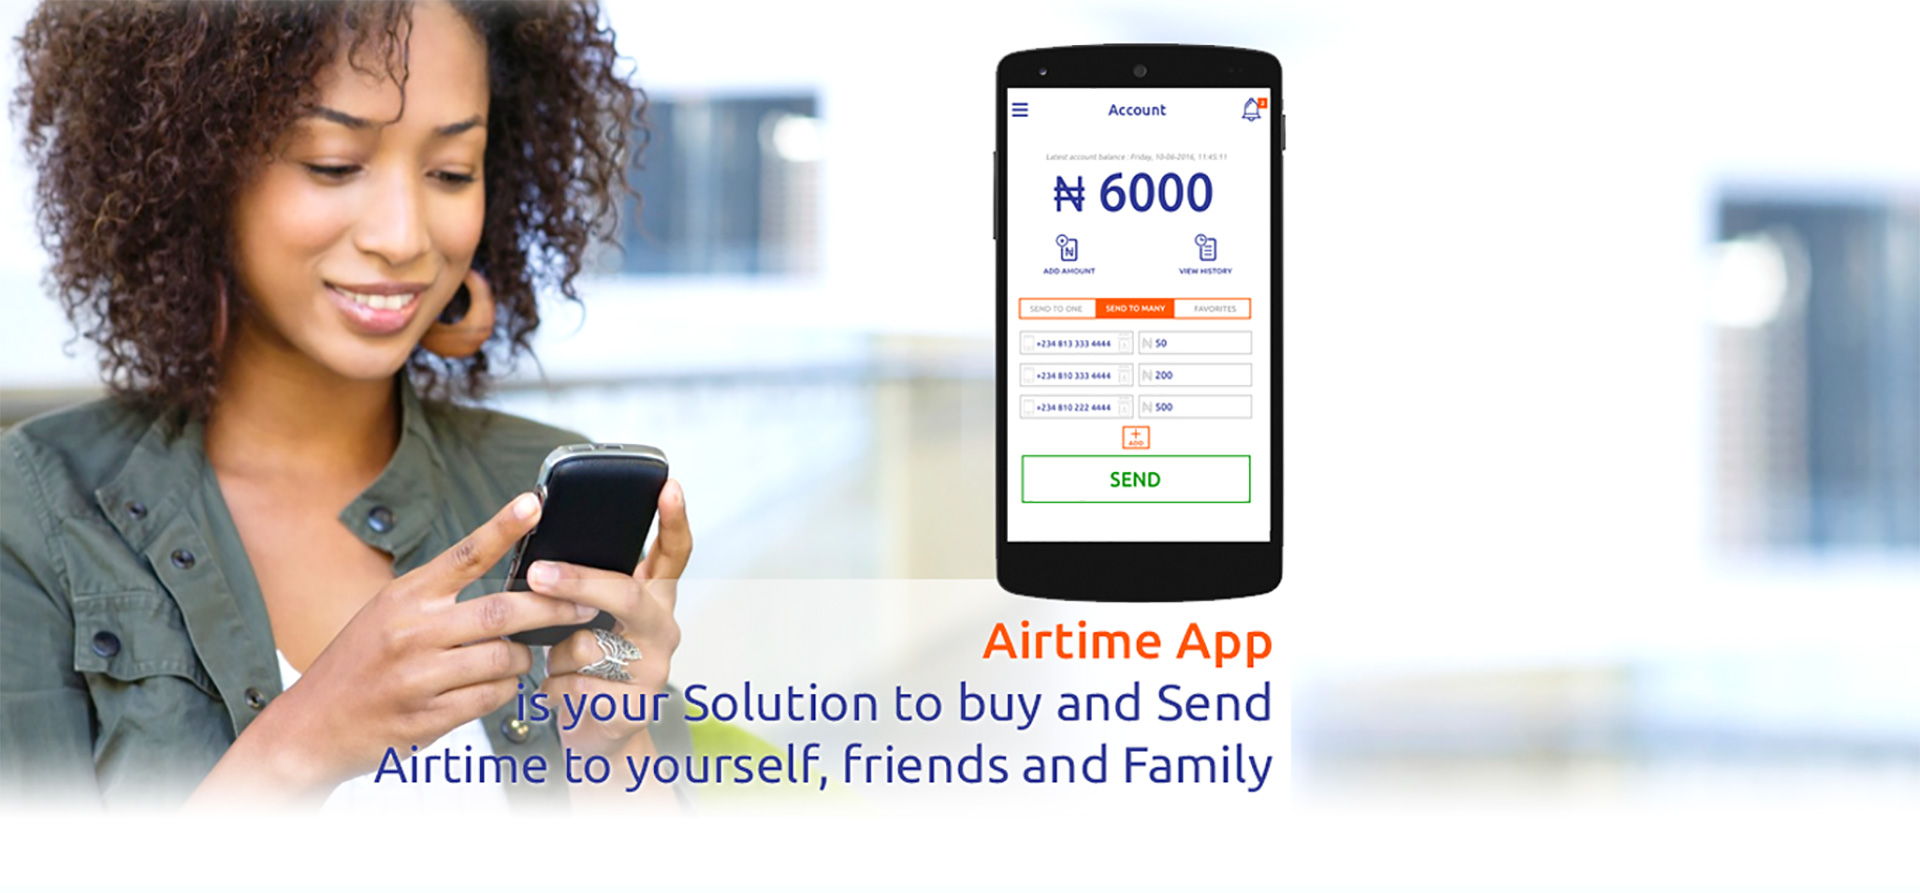 Account
2
Latest account balance : Friday, 10-06-2016, 11:45:11
₦ 6000
N
ADD AMOUNT VIEW HISTORY
SEND TO ONE SEND TO MANY FAVORITES
+234 813 333 4444 N 50
+234 810 333 4444 N 200
+234 810 222 4444 N 500
+
ADD
SEND
Airtime App
is your Solution to buy and Send
Airtime to yourself, friends and Family